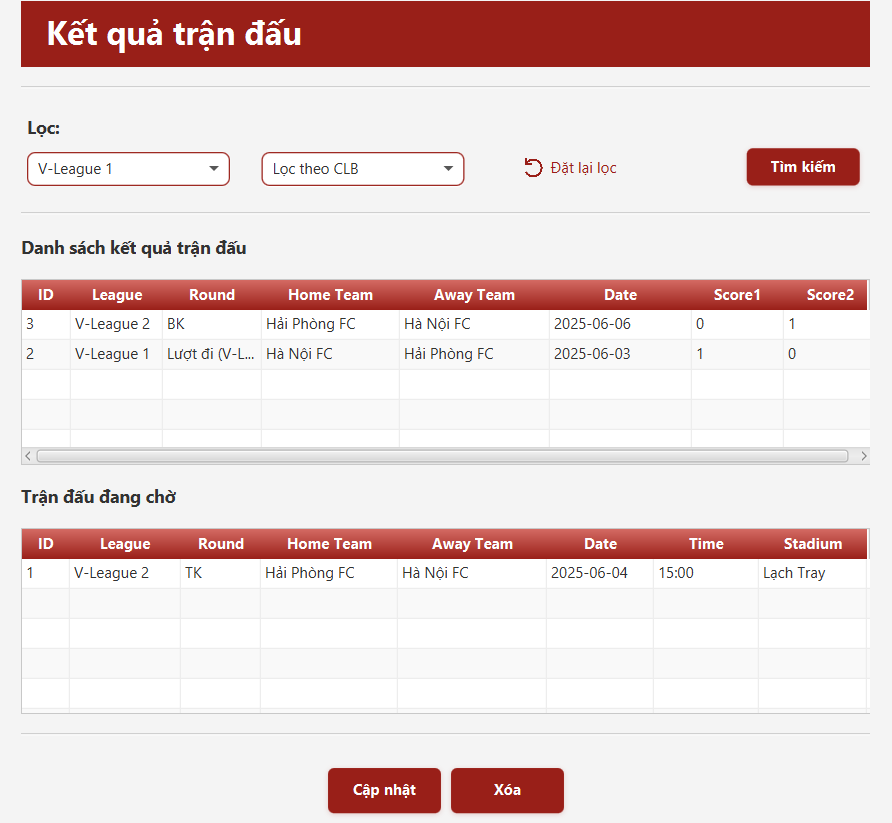 Kết quả trận đấu
Lọc:
V-League 1 Lọc theo CLB Đặt lại lọc Tìm kiếm
Danh sách kết quả trận đấu
ID League Round Home Team Away Team Date Score1 Score2
3 V-League 2 BK Hải Phòng FC Hà Nội FC 2025-06-06 0 1
2 V-League 1 Lượt đi (V-L... Hà Nội FC Hải Phòng FC 2025-06-03 1 0
Trận đấu đang chờ
ID League Round Home Team Away Team Date Time Stadium
1 V-League 2 TK Hải Phòng FC Hà Nội FC 2025-06-04 15:00 Lạch Tray
Cập nhật Xóa